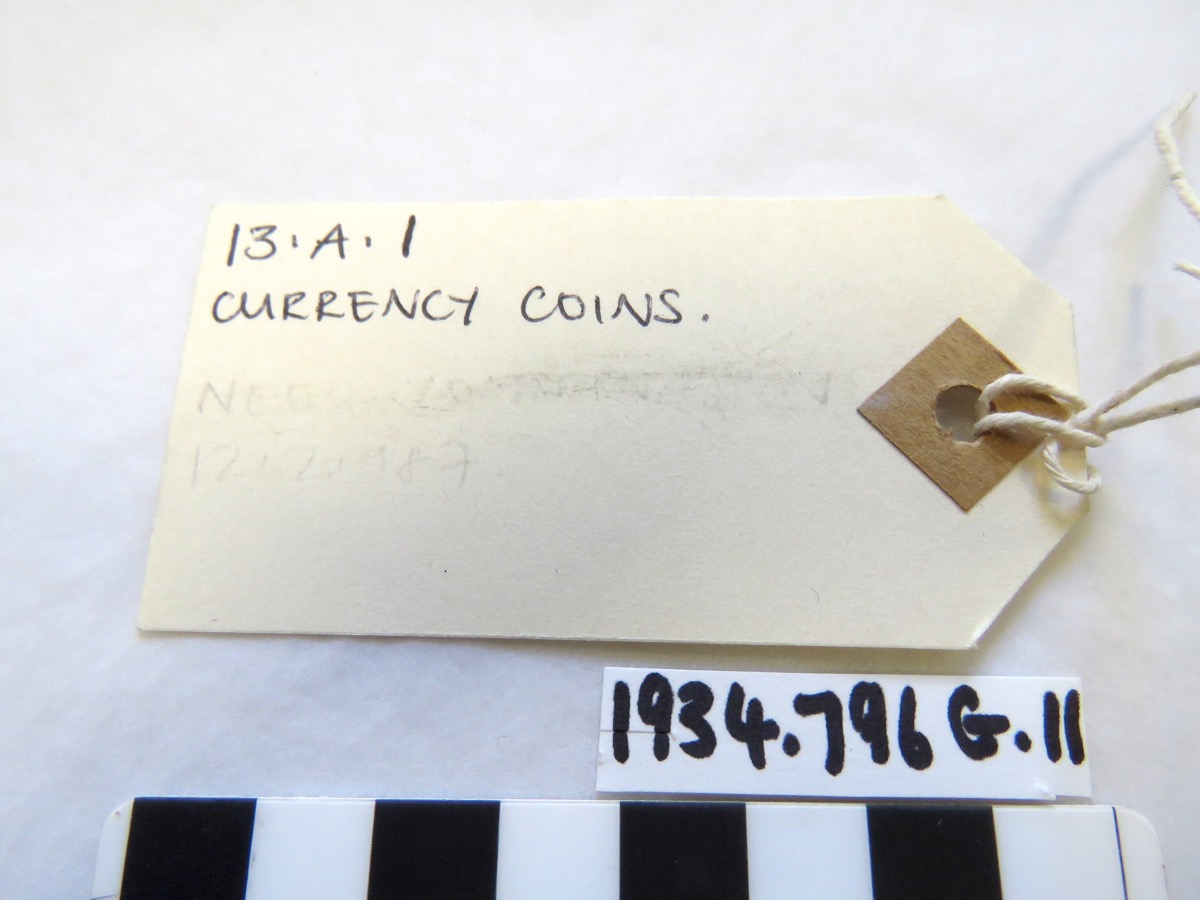 13.A.1
CURRENCY COINS.
1934.796 G.11